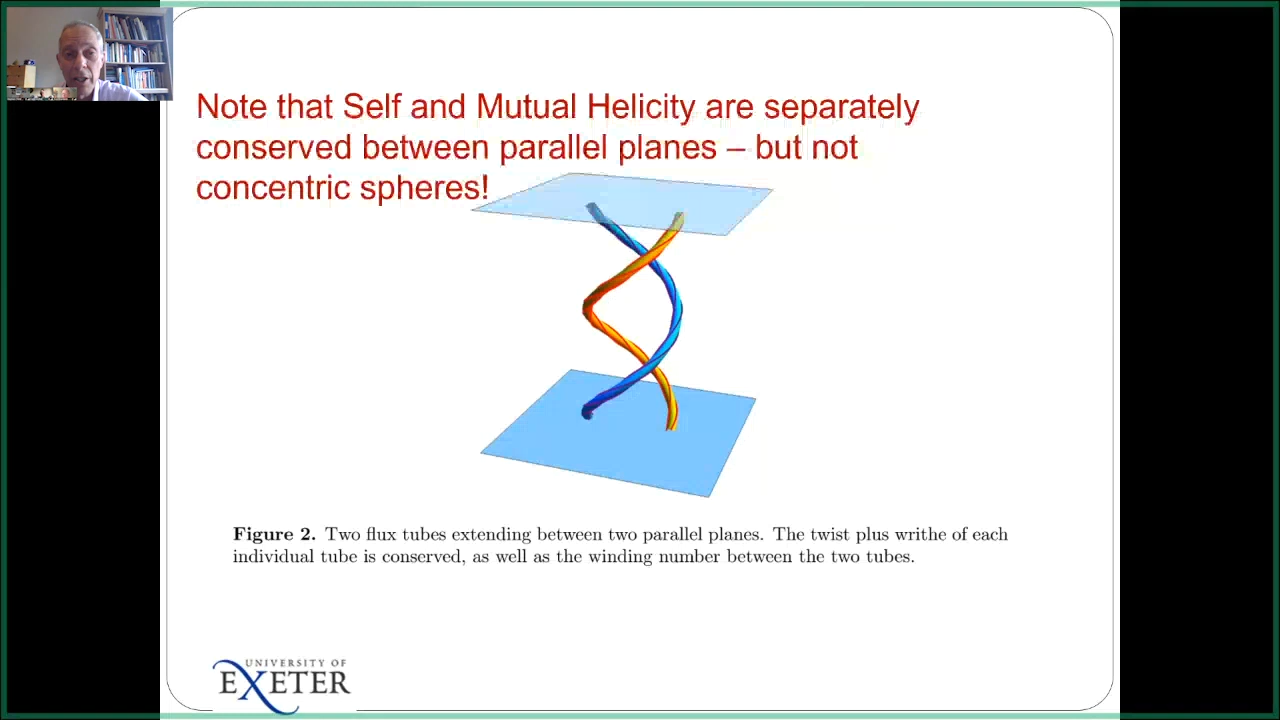 Note that Self and Mutual Helicity are separately
conserved between parallel planes – but not
concentric spheres!
Figure 2. Two flux tubes extending between two parallel planes. The twist plus writhe of each
individual tube is conserved, as well as the winding number between the two tubes.
UNIVERSITY OF
EXETER